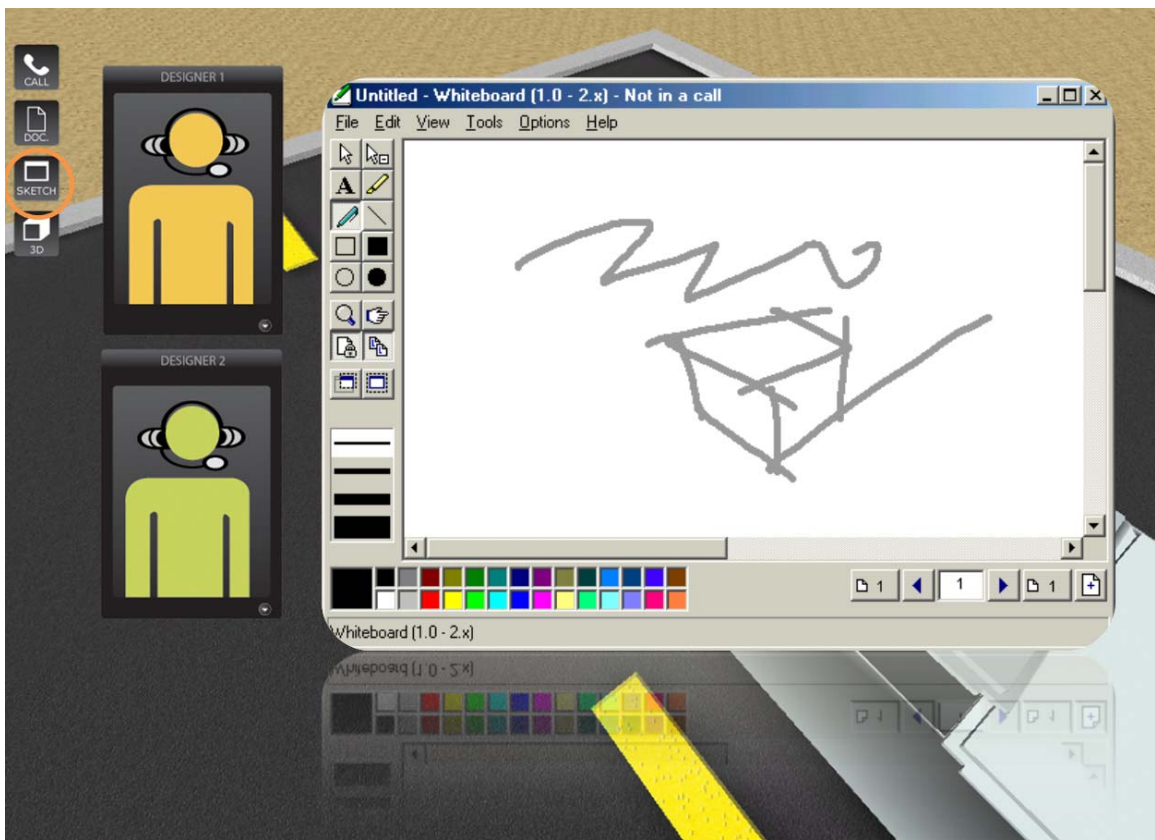 CALL
DOC.
SKETCH
3D
DESIGNER 1
DESIGNER 2
Untitled - Whiteboard (1.0 - 2.x) - Not in a call
File Edit View Tools Options Help
A
1 1 1
Whiteboard (1.0 - 2.x)